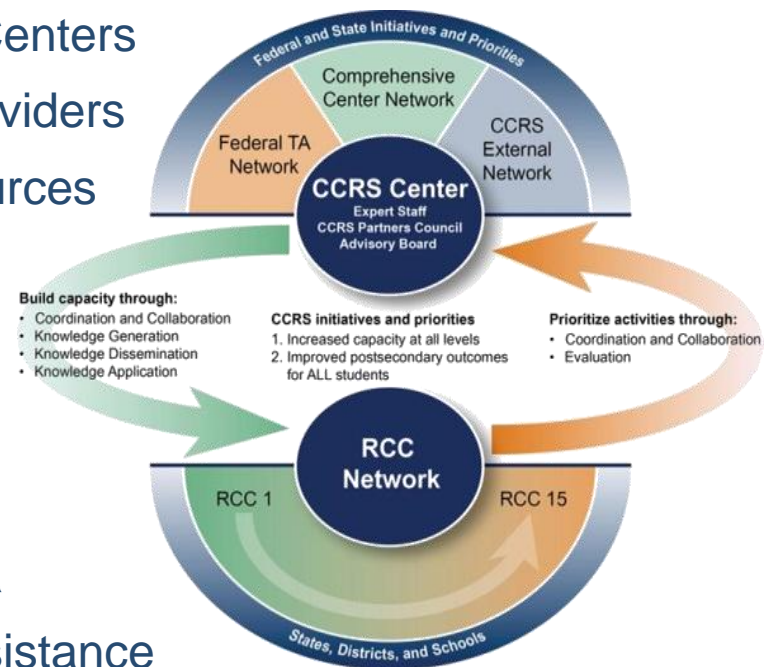 Centers
viders
urces
sistance
Federal and State Initiatives and Priorities
Federal TA
Network
Comprehensive
Center Network
CCRS
External
Network
CCRS Center
Expert Staff
CCRS Partners Council
Advisory Board
Build capacity through:
• Coordination and Collaboration
• Knowledge Generation
• Knowledge Dissemination
• Knowledge Application
CCRS initiatives and priorities
1. Increased capacity at all levels
2. Improved postsecondary outcomes
for ALL students
Prioritize activities through:
• Coordination and Collaboration
• Evaluation
RCC
Network
RCC 1
RCC 15
States, Districts, and Schools